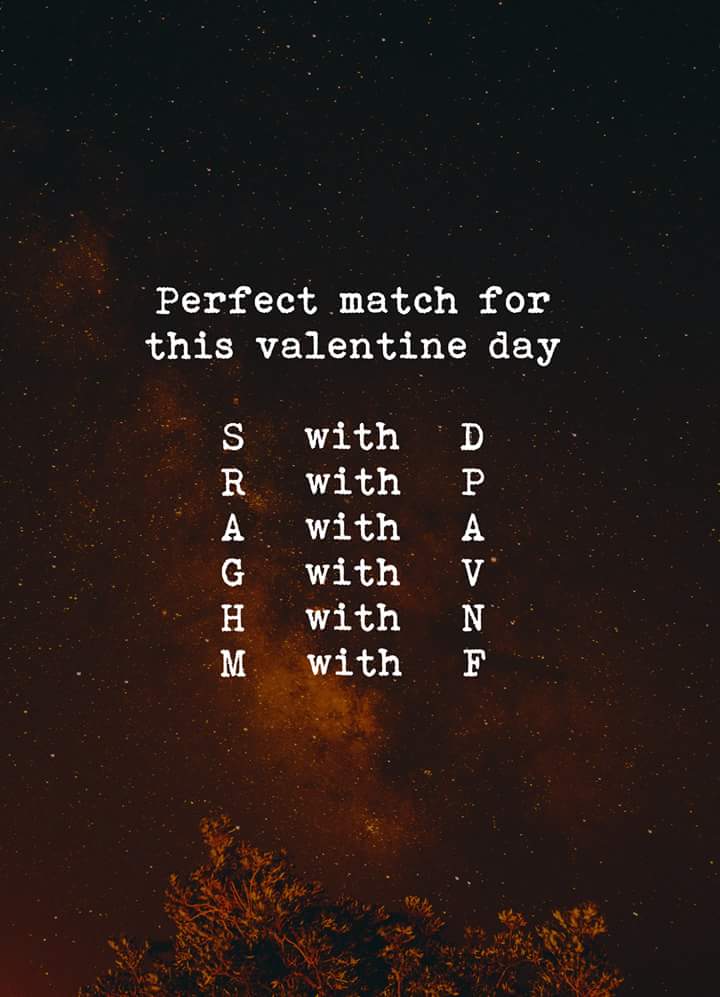 Perfect match for
this valentine day
S with D
R with P
A with A
G with V
H with N
M with F